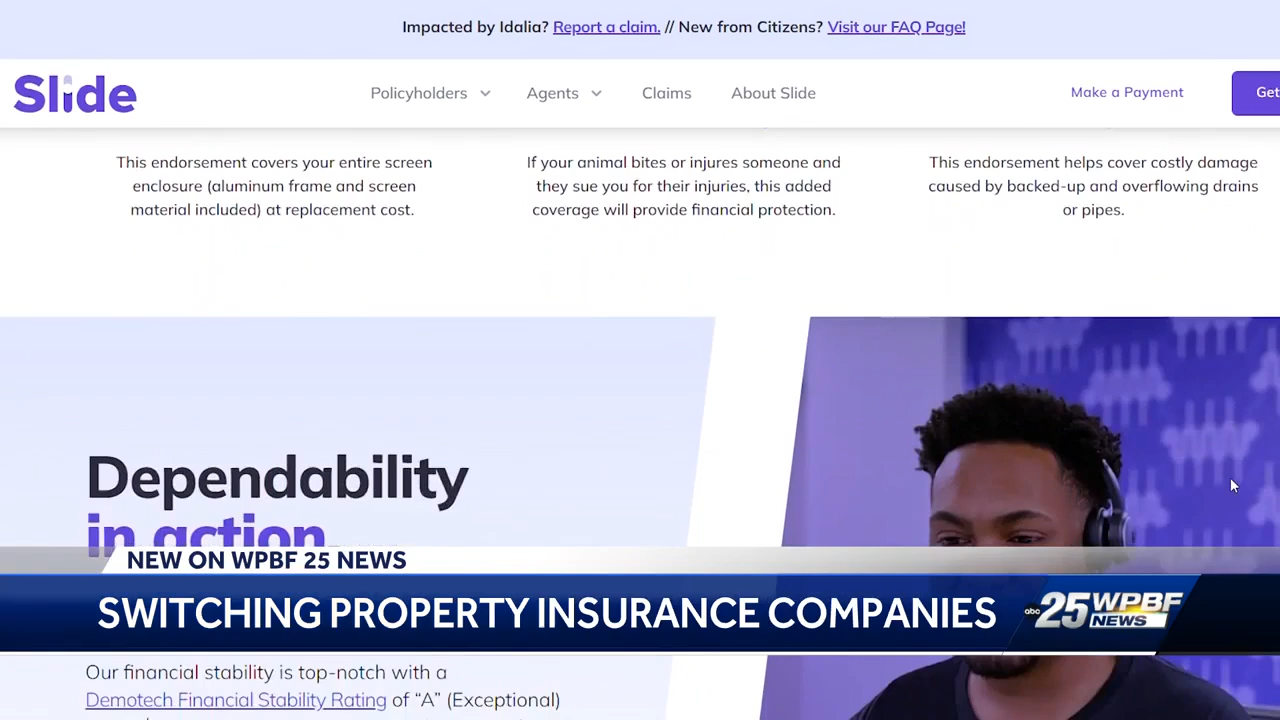 Impacted by Idalia? Report a claim. // New from Citizens? Visit our FAQ Page!
Slide
Policyholders
Agents
Claims
About Slide
Make a Payment
Get
This endorsement covers your entire screen
enclosure (aluminum frame and screen
material included) at replacement cost.
If your animal bites or injures someone and
they sue you for their injuries, this added
coverage will provide financial protection.
This endorsement helps cover costly damage
caused by backed-up and overflowing drains
or pipes.
Dependability
in action
NEW ON WPBF 25 NEWS
SWITCHING PROPERTY INSURANCE COMPANIES
abc 25 WPBF
NEWS
Our financial stability is top-notch with a
Demotech Financial Stability Rating of “A” (Exceptional)